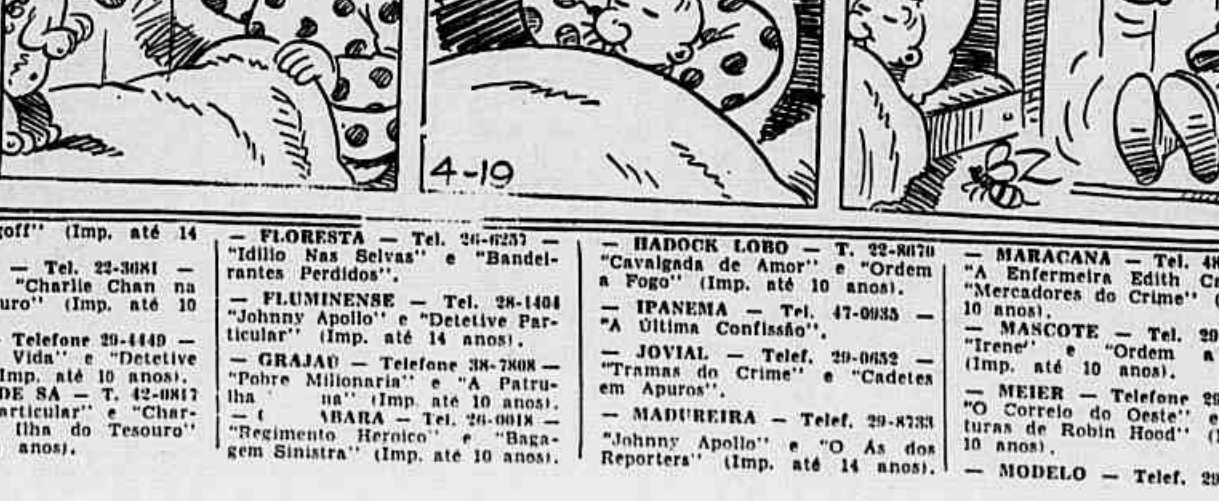 4-19
goff" (Imp. até 14
— Tel. 22-3081 —
"Charlie Chan na
ouro" (Imp. até 10
Telefone 29-4449 —
Vida" e "Detetive
Imp. até 10 anos).
DE SA — T. 42-0817
articular" e "Char-
Ilha do Tesouro"
anos).
— FLORESTA — Tel. 26-6257 —
"Idilio Nas Selvas" e "Bandei-
rantes Perdidos".
— FLUMINENSE — Tel. 28-1404
"Johnny Apollo" e "Detetive Par-
ticular" (Imp. até 14 anos).
— GRAJAÚ — Telefone 38-7808 —
"Pobre Milionaria" e "A Patru-
lha na" (Imp. até 10 anos).
ABARA — Tel. 26-0018 —
"Regimento Heroico" e "Baga-
gem Sinistra" (Imp. até 10 anos).
— HADOCK LOBO — T. 22-8670
"Cavalgada de Amor" e "Ordem
a Fogo" (Imp. até 10 anos).
— IPANEMA — Tel. 47-0935 —
"A Última Confissão".
— JOVIAL — Telef. 29-0652 —
"Tramas do Crime" e "Cadetes
em Apuros".
— MADUREIRA — Telef. 29-8733
"Johnny Apollo" e "O Ás dos
Reporters" (Imp. até 14 anos).
— MARACANA — Tel. 48
"A Enfermeira Edith C
"Mercadores do Crime" (
10 anos).
— MASCOTE — Tel. 29
"Irene" e "Ordem a
(Imp. até 10 anos).
— MEIER — Telefone 29
"O Correio do Oeste" e
turas de Robin Hood" (
10 anos).
— MODELO — Telef. 29